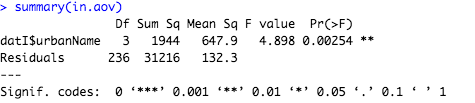 > summary(in.aov)
Df Sum Sq Mean Sq F value Pr(>F)
datI$urbanName 3 1944 647.9 4.898 0.00254 **
Residuals 236 31216 132.3
---
Signif. codes: 0 ‘***’ 0.001 ‘**’ 0.01 ‘*’ 0.05 ‘.’ 0.1 ‘ ’ 1